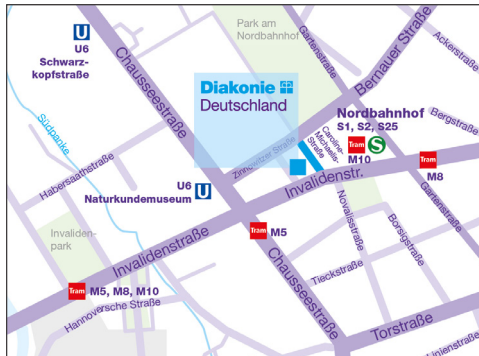 U6
Schwarz-
kopfstraße
Chausseestraße
Park am
Nordbahnhof
Gartenstraße
Bernauer Straße
Ackerstraße
Südpanke
Diakonie
Deutschland
Nordbahnhof
S1, S2, S25
Tram
S
M10
Bergstraße
Habersaathstraße
Zinnowitzer Straße
Caroline-
Michaelis-
Straße
Tram
M8
U6
Naturkundemuseum
Invalidenstr.
Gartenstraße
Invaliden-
park
Invalidenstraße
Tram
M5
Novalisstraße
Borsigstraße
Tieckstraße
Tram
M5, M8, M10
Hannoversche Straße
Chausseestraße
Torstraße
Linienstraße